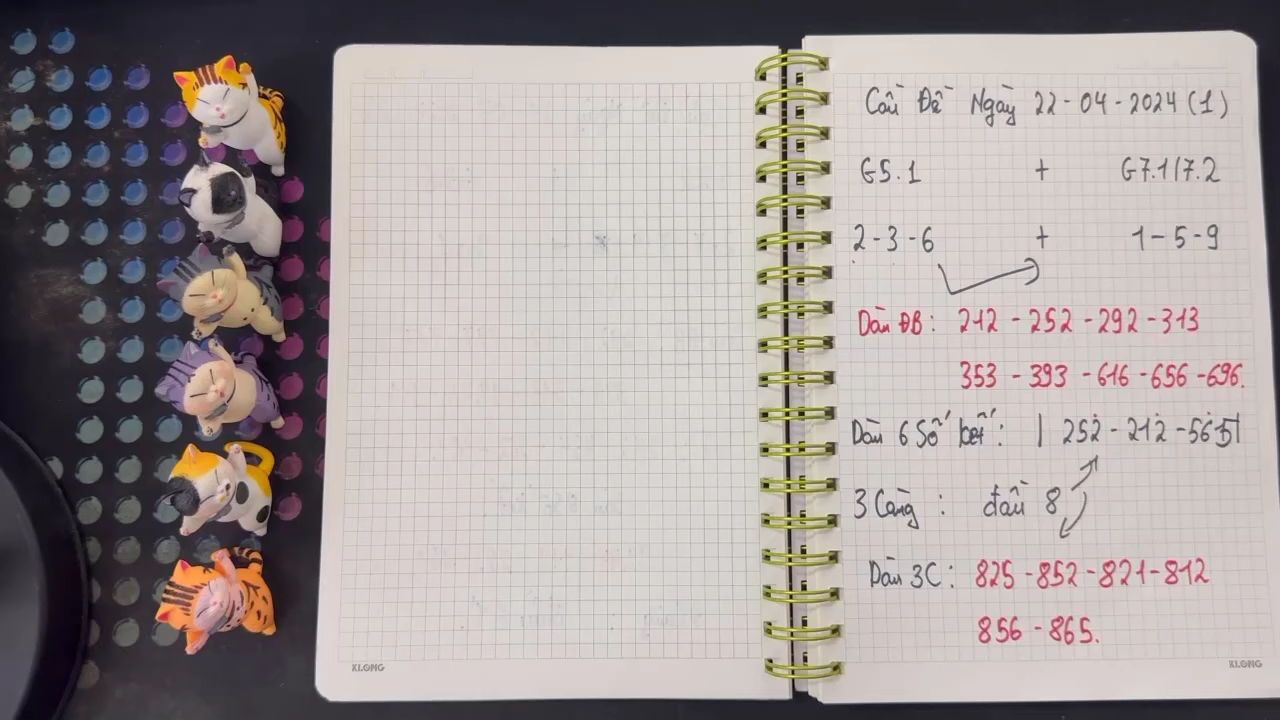 Cầu Đề Ngày 22-04-2024 (1)
G5.1 + G7.1/7.2
2-3-6 + 1-5-9
Dàn ĐB: 212 - 252 - 292 - 313
353 - 393 - 616 - 656 - 696.
Dàn 6 Số kết: | 252 - 212 - 565|
3 Càng: đầu 8
Dàn 3C: 825 - 852 - 821 - 812
856 - 865.
KLONG
KLONG